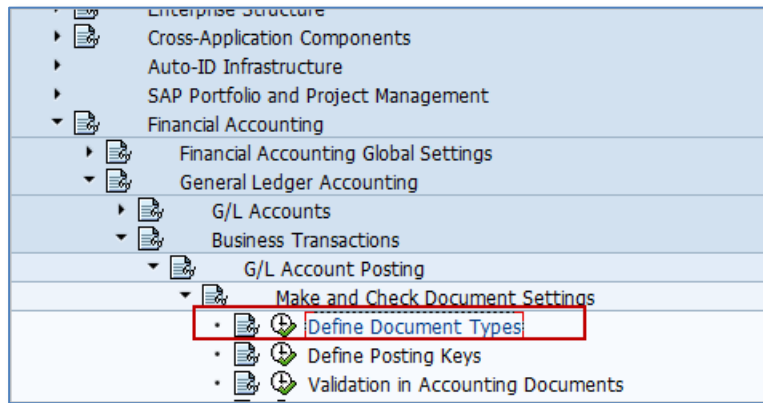 Enterprise Structure
Cross-Application Components
Auto-ID Infrastructure
SAP Portfolio and Project Management
Financial Accounting
Financial Accounting Global Settings
General Ledger Accounting
G/L Accounts
Business Transactions
G/L Account Posting
Make and Check Document Settings
Define Document Types
Define Posting Keys
Validation in Accounting Documents